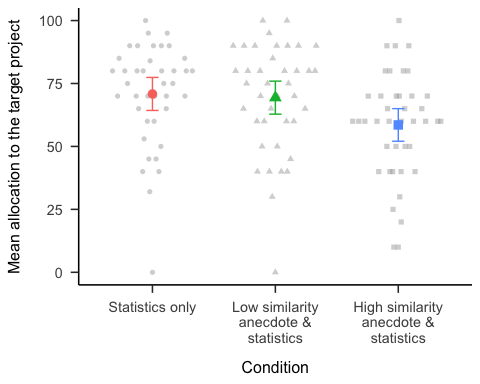 Mean allocation to the target project
100
75
50
25
0
Statistics only
Low similarity
anecdote &
statistics
High similarity
anecdote &
statistics
Condition